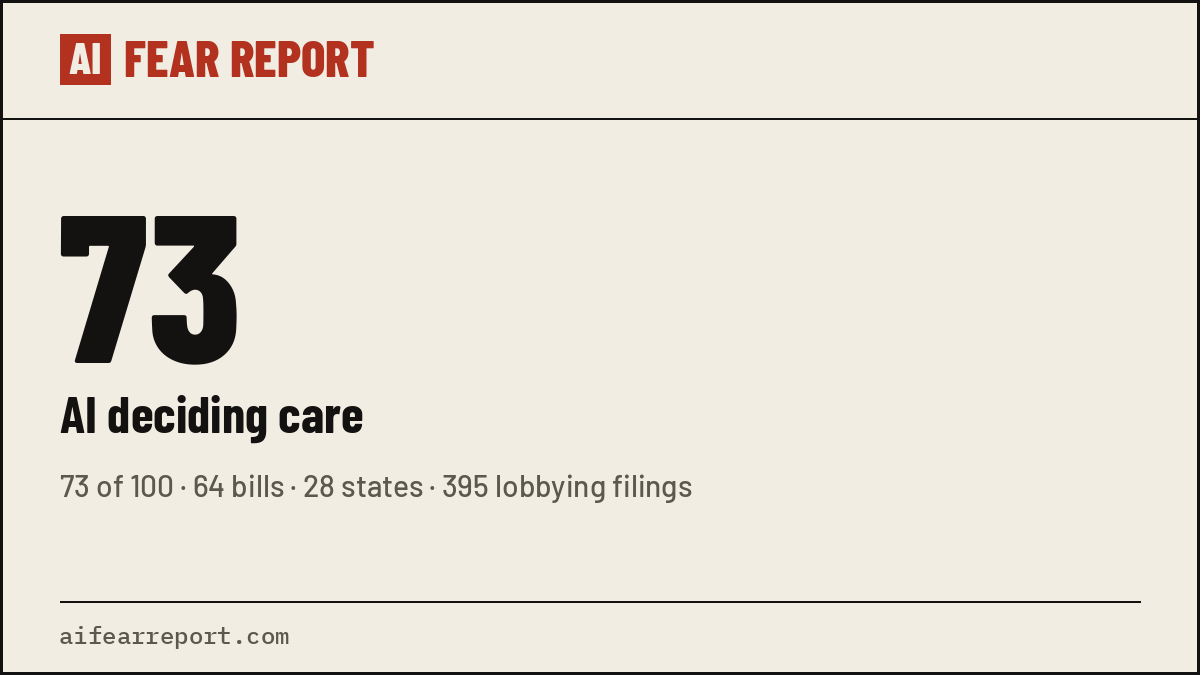 AI FEAR REPORT
73
AI deciding care
73 of 100 · 64 bills · 28 states · 395 lobbying filings
aifearreport.com